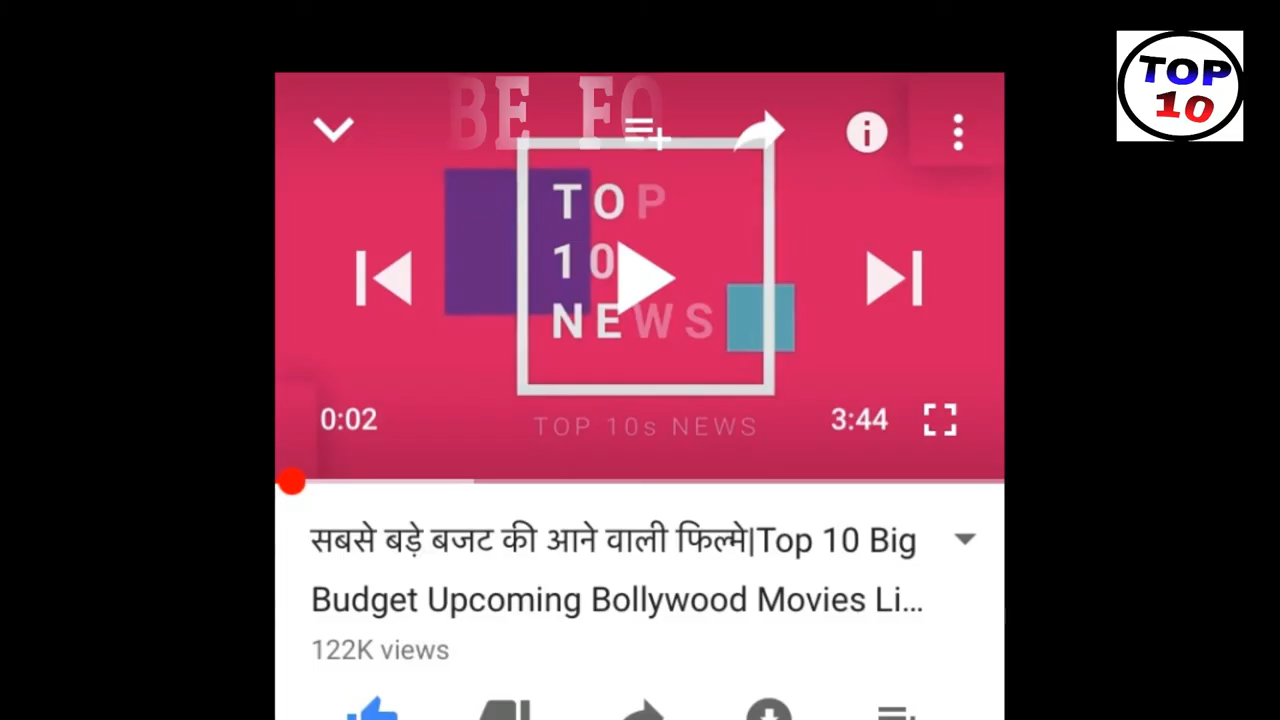 BE FO
TOP
10
TOP
10
NEWS
0:02
3:44
TOP 10s NEWS
सबसे बड़े बजट की आने वाली फिल्मे|Top 10 Big
Budget Upcoming Bollywood Movies Li...
122K views